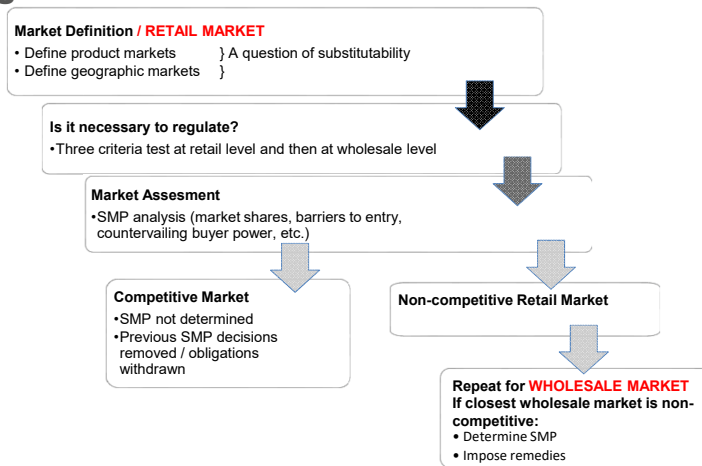 Market Definition / RETAIL MARKET
• Define product markets } A question of substitutability
• Define geographic markets }
Is it necessary to regulate?
•Three criteria test at retail level and then at wholesale level
Market Assesment
•SMP analysis (market shares, barriers to entry,
countervailing buyer power, etc.)
Competitive Market
•SMP not determined
•Previous SMP decisions
removed / obligations
withdrawn
Non-competitive Retail Market
Repeat for WHOLESALE MARKET
If closest wholesale market is non-
competitive:
• Determine SMP
• Impose remedies